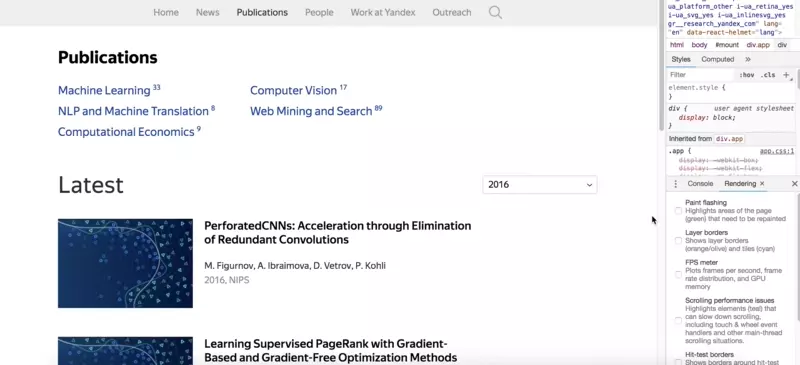 Home News Publications People Work at Yandex Outreach
Publications
Machine Learning 33
Computer Vision 17
NLP and Machine Translation 8
Web Mining and Search 89
Computational Economics 9
Latest
2016
PerforatedCNNs: Acceleration through Elimination
of Redundant Convolutions
M. Figurnov, A. Ibraimova, D. Vetrov, P. Kohli
2016, NIPS
Learning Supervised PageRank with Gradient-
Based and Gradient-Free Optimization Methods
ua_platform_other i-ua_retina_yes
i-ua_svg_yes i-ua_inlinesvg_yes
gr__research_yandex_com" lang=
"en" data-react-helmet="lang">
html body #mount div.app div
Styles Computed »
Filter :hov .cls +
element.style {
}
div { user agent stylesheet
display: block;
}
Inherited from div.app
.app { app.css:1
display: -webkit-box;
display: -webkit-flex;
Console Rendering × ×
Paint flashing
Highlights areas of the page
(green) that need to be repainted
Layer borders
Shows layer borders
(orange/olive) and tiles (cyan)
FPS meter
Plots frames per second, frame
rate distribution, and GPU
memory
Scrolling performance issues
Highlights elements (teal) that
can slow down scrolling,
including touch & wheel event
handlers and other main-thread
scrolling situations.
Hit-test borders
Shows borders around hit-test